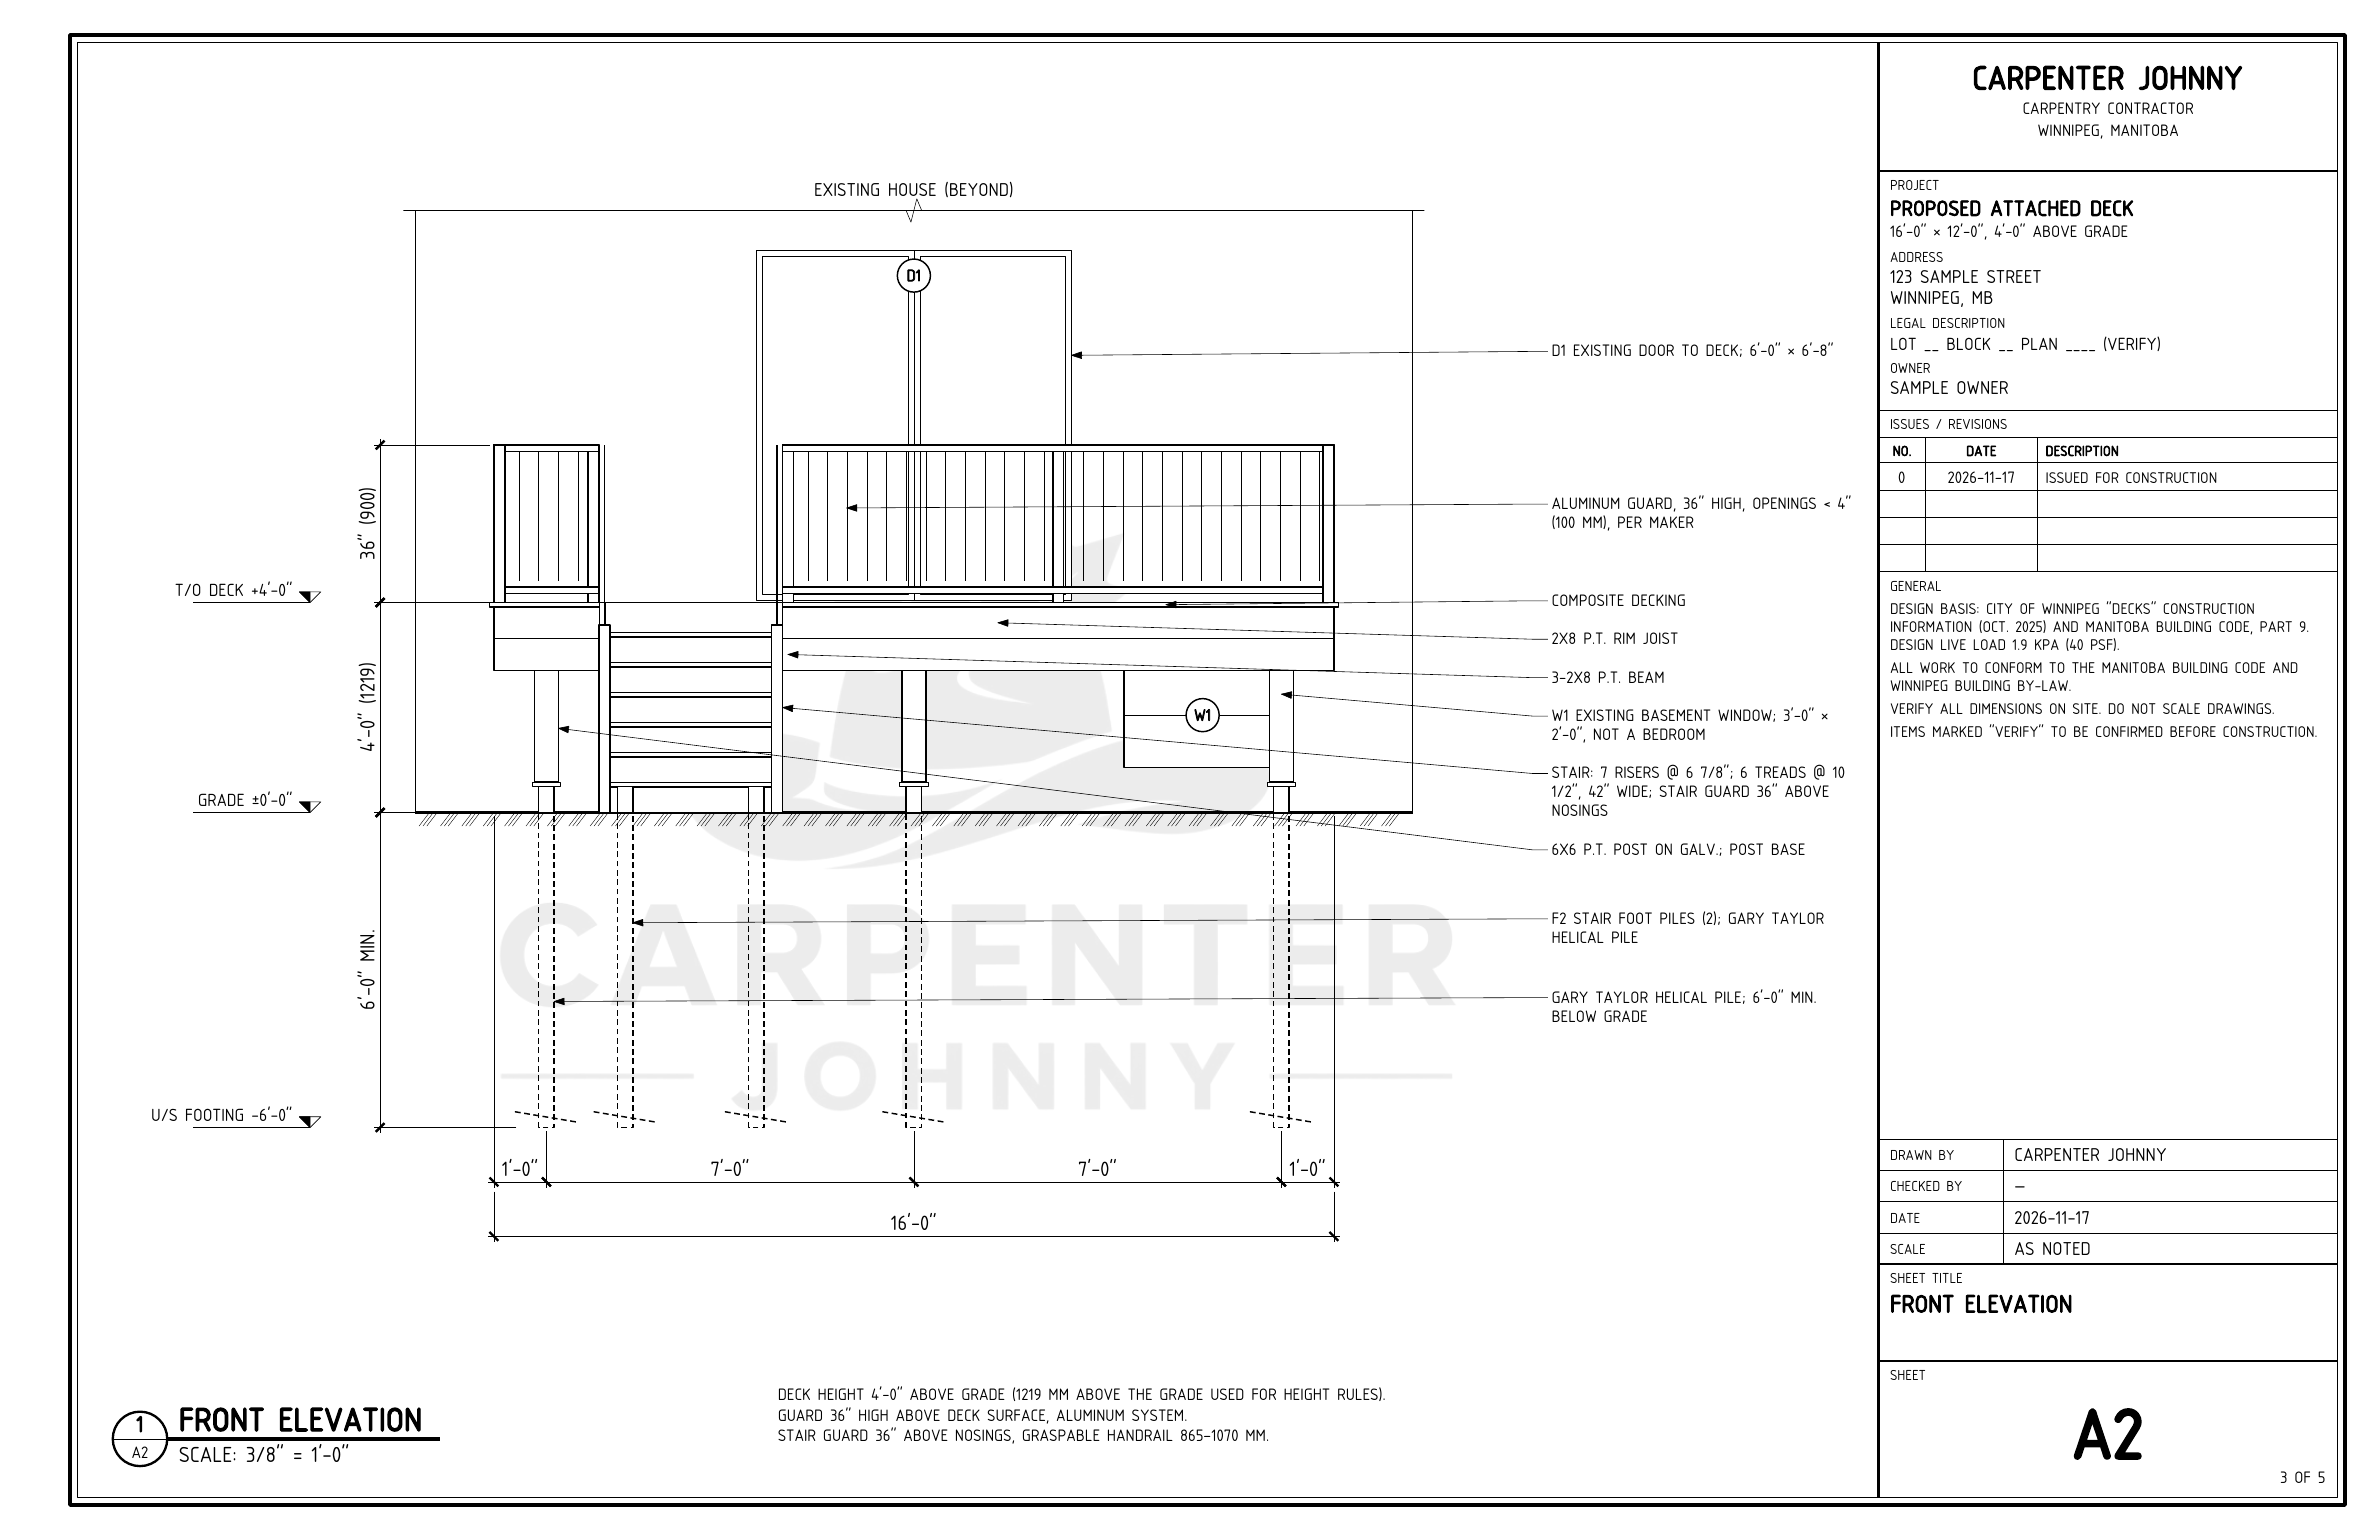 EXISTING HOUSE (BEYOND)
D1
D1 EXISTING DOOR TO DECK; 6'-0" × 6'-8"
ALUMINUM GUARD, 36" HIGH, OPENINGS < 4"
(100 MM), PER MAKER
COMPOSITE DECKING
2X8 P.T. RIM JOIST
3-2X8 P.T. BEAM
W1
W1 EXISTING BASEMENT WINDOW; 3'-0" ×
2'-0", NOT A BEDROOM
STAIR: 7 RISERS @ 6 7/8"; 6 TREADS @ 10
1/2", 42" WIDE; STAIR GUARD 36" ABOVE
NOSINGS
6X6 P.T. POST ON GALV.; POST BASE
F2 STAIR FOOT PILES (2); GARY TAYLOR
HELICAL PILE
GARY TAYLOR HELICAL PILE; 6'-0" MIN.
BELOW GRADE
36" (900)
T/O DECK +4'-0"
4'-0" (1219)
GRADE ±0'-0"
6'-0" MIN.
U/S FOOTING -6'-0"
CARPENTER
JOHNNY
1'-0"
7'-0"
7'-0"
1'-0"
16'-0"
1
A2
FRONT ELEVATION
SCALE: 3/8" = 1'-0"
DECK HEIGHT 4'-0" ABOVE GRADE (1219 MM ABOVE THE GRADE USED FOR HEIGHT RULES).
GUARD 36" HIGH ABOVE DECK SURFACE, ALUMINUM SYSTEM.
STAIR GUARD 36" ABOVE NOSINGS, GRASPABLE HANDRAIL 865-1070 MM.
CARPENTER JOHNNY
CARPENTRY CONTRACTOR
WINNIPEG, MANITOBA
PROJECT
PROPOSED ATTACHED DECK
16'-0" × 12'-0", 4'-0" ABOVE GRADE
ADDRESS
123 SAMPLE STREET
WINNIPEG, MB
LEGAL DESCRIPTION
LOT __ BLOCK __ PLAN ____ (VERIFY)
OWNER
SAMPLE OWNER
ISSUES / REVISIONS
NO. DATE DESCRIPTION
0 2026-11-17 ISSUED FOR CONSTRUCTION
GENERAL
DESIGN BASIS: CITY OF WINNIPEG "DECKS" CONSTRUCTION
INFORMATION (OCT. 2025) AND MANITOBA BUILDING CODE, PART 9.
DESIGN LIVE LOAD 1.9 KPA (40 PSF).
ALL WORK TO CONFORM TO THE MANITOBA BUILDING CODE AND
WINNIPEG BUILDING BY-LAW.
VERIFY ALL DIMENSIONS ON SITE. DO NOT SCALE DRAWINGS.
ITEMS MARKED "VERIFY" TO BE CONFIRMED BEFORE CONSTRUCTION.
DRAWN BY CARPENTER JOHNNY
CHECKED BY —
DATE 2026-11-17
SCALE AS NOTED
SHEET TITLE
FRONT ELEVATION
SHEET
A2
3 OF 5